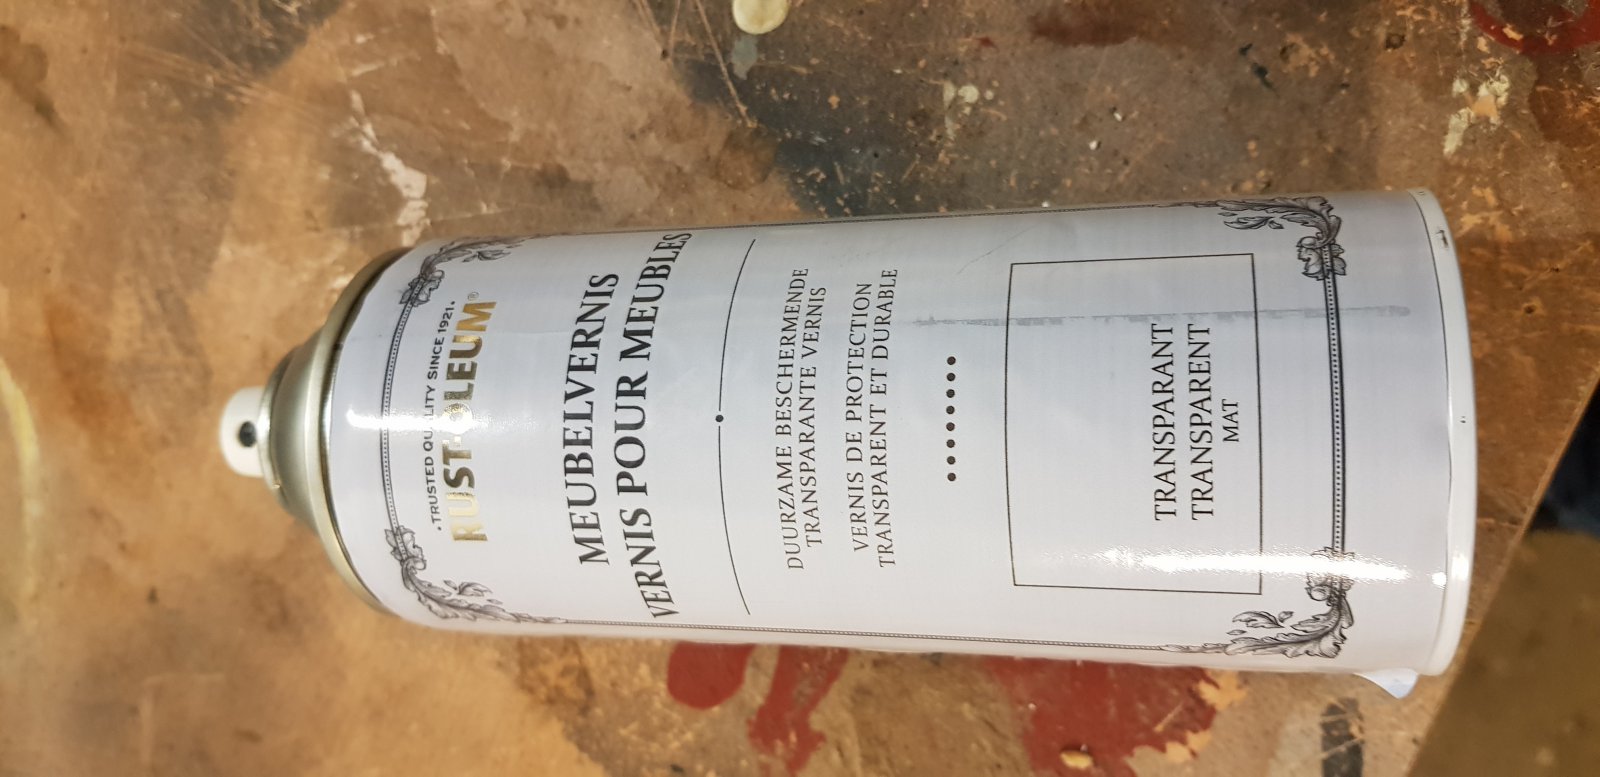 ·TRUSTED QUALITY SINCE 1921·
RUST-OLEUM®
MEUBELVERNIS
VERNIS POUR MEUBLES
DUURZAME BESCHERMENDE
TRANSPARANTE VERNIS
VERNIS DE PROTECTION
TRANSPARENT ET DURABLE
TRANSPARANT
TRANSPARENT
MAT